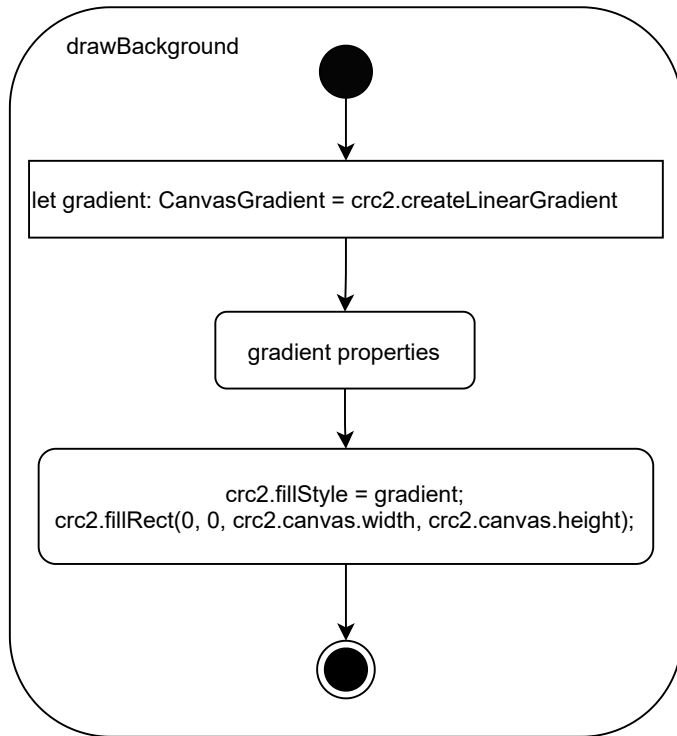 drawBackground
let gradient: CanvasGradient = crc2.createLinearGradient
gradient properties
crc2.fillStyle = gradient;
crc2.fillRect(0, 0, crc2.canvas.width, crc2.canvas.height);